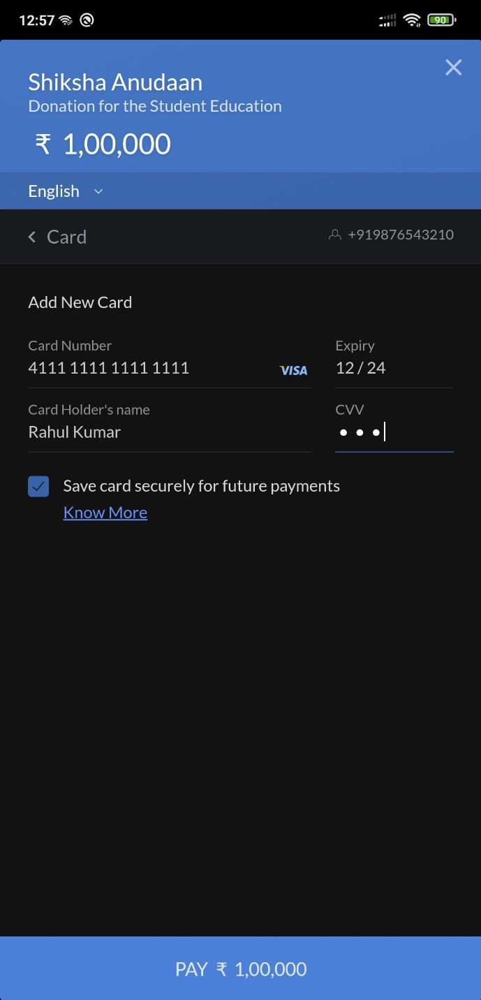 12:57 90
Shiksha Anudaan
Donation for the Student Education
₹ 1,00,000
English
Card +919876543210
Add New Card
Card Number Expiry
4111 1111 1111 1111 VISA 12 / 24
Card Holder's name CVV
Rahul Kumar • • •
Save card securely for future payments
Know More
PAY ₹ 1,00,000